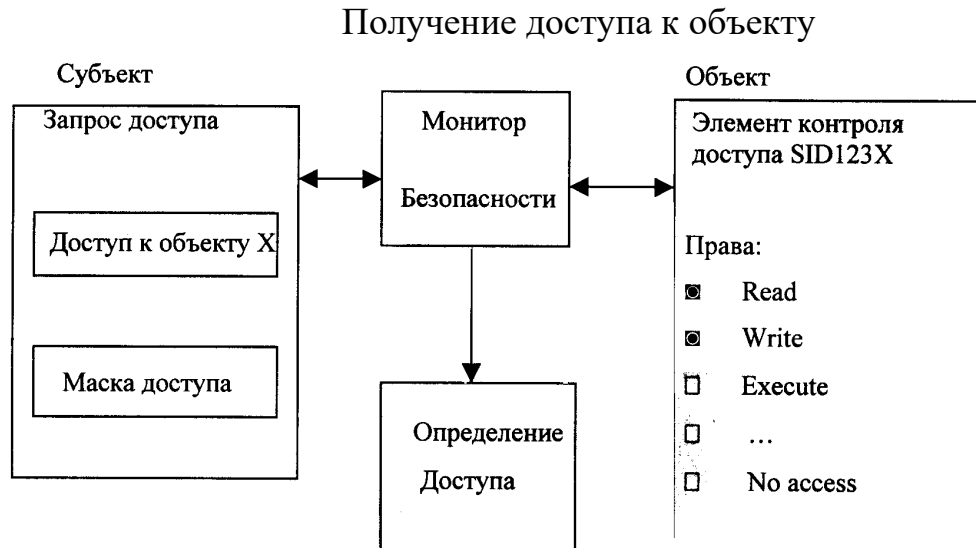 Получение доступа к объекту
Субъект
Запрос доступа
Доступ к объекту X
Маска доступа
Монитор
Безопасности
Определение
Доступа
Объект
Элемент контроля
доступа SID123X
Права:
Read
Write
Execute
...
No access